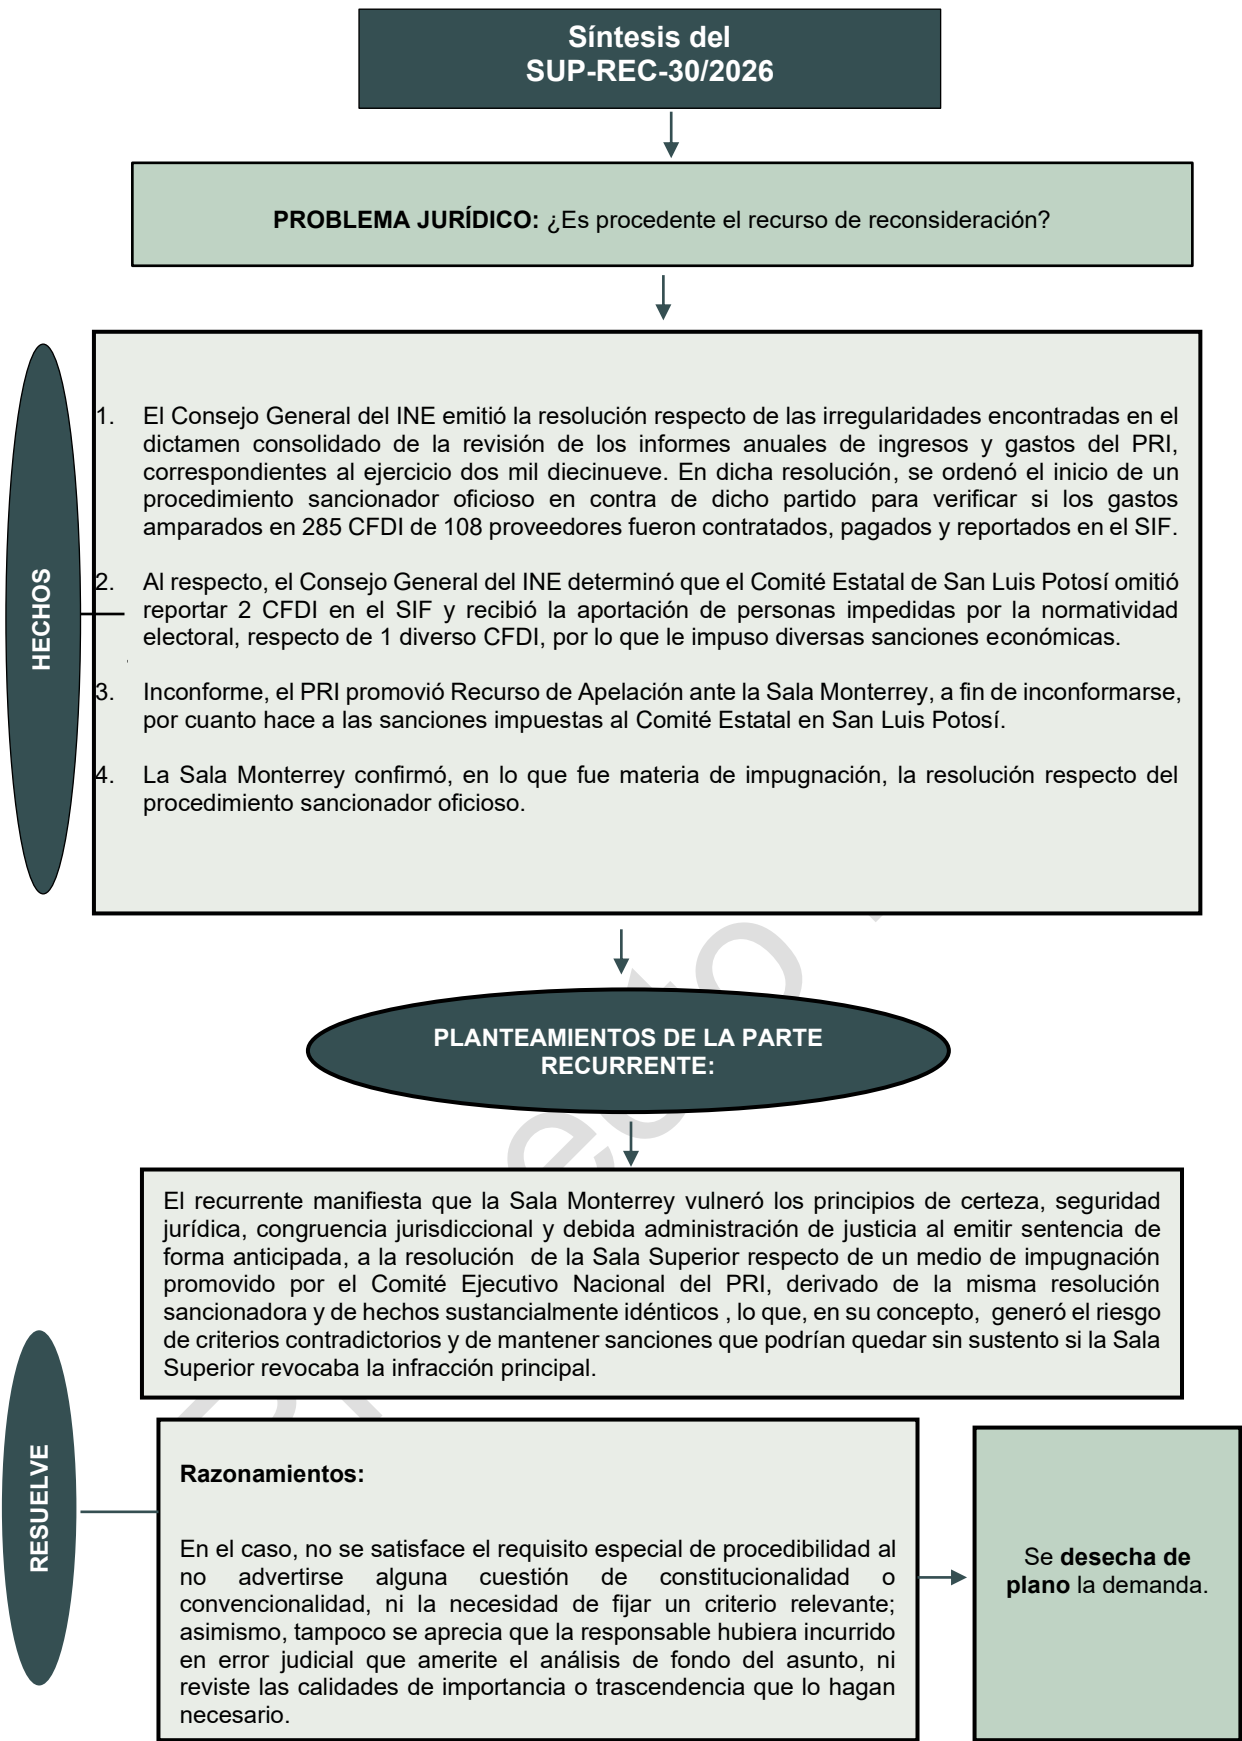 Síntesis del
SUP-REC-30/2026
PROBLEMA JURÍDICO: ¿Es procedente el recurso de reconsideración?
HECHOS
1. El Consejo General del INE emitió la resolución respecto de las irregularidades encontradas en el
dictamen consolidado de la revisión de los informes anuales de ingresos y gastos del PRI,
correspondientes al ejercicio dos mil diecinueve. En dicha resolución, se ordenó el inicio de un
procedimiento sancionador oficioso en contra de dicho partido para verificar si los gastos
amparados en 285 CFDI de 108 proveedores fueron contratados, pagados y reportados en el SIF.
2. Al respecto, el Consejo General del INE determinó que el Comité Estatal de San Luis Potosí omitió
reportar 2 CFDI en el SIF y recibió la aportación de personas impedidas por la normatividad
electoral, respecto de 1 diverso CFDI, por lo que le impuso diversas sanciones económicas.
3. Inconforme, el PRI promovió Recurso de Apelación ante la Sala Monterrey, a fin de inconformarse,
por cuanto hace a las sanciones impuestas al Comité Estatal en San Luis Potosí.
4. La Sala Monterrey confirmó, en lo que fue materia de impugnación, la resolución respecto del
procedimiento sancionador oficioso.
PLANTEAMIENTOS DE LA PARTE
RECURRENTE:
El recurrente manifiesta que la Sala Monterrey vulneró los principios de certeza, seguridad
jurídica, congruencia jurisdiccional y debida administración de justicia al emitir sentencia de
forma anticipada, a la resolución de la Sala Superior respecto de un medio de impugnación
promovido por el Comité Ejecutivo Nacional del PRI, derivado de la misma resolución
sancionadora y de hechos sustancialmente idénticos , lo que, en su concepto, generó el riesgo
de criterios contradictorios y de mantener sanciones que podrían quedar sin sustento si la Sala
Superior revocaba la infracción principal.
RESUELVE
Razonamientos:
En el caso, no se satisface el requisito especial de procedibilidad al
no advertirse alguna cuestión de constitucionalidad o
convencionalidad, ni la necesidad de fijar un criterio relevante;
asimismo, tampoco se aprecia que la responsable hubiera incurrido
en error judicial que amerite el análisis de fondo del asunto, ni
reviste las calidades de importancia o trascendencia que lo hagan
necesario.
Se desecha de
plano la demanda.